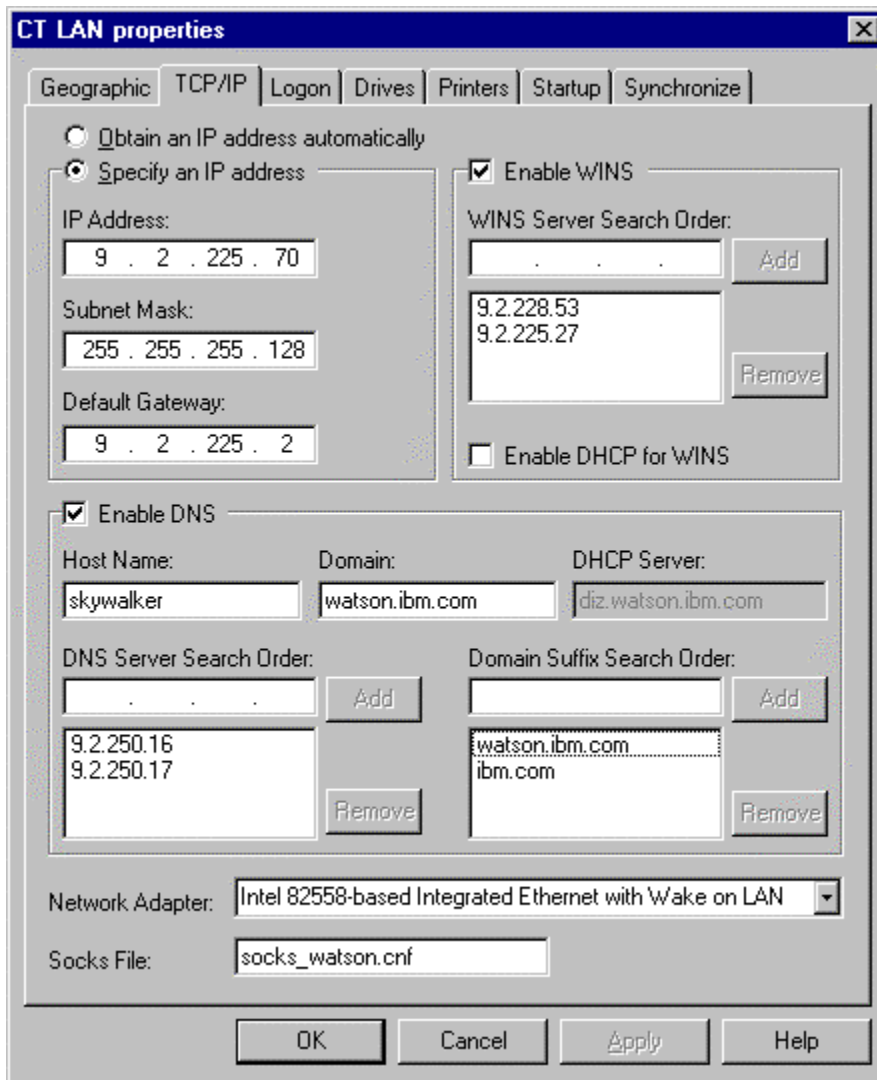 CT LAN properties
Geographic TCP/IP Logon Drives Printers Startup Synchronize
Obtain an IP address automatically
Specify an IP address
IP Address:
9 . 2 . 225 . 70
Subnet Mask:
255 . 255 . 255 . 128
Default Gateway:
9 . 2 . 225 . 2
Enable WINS
WINS Server Search Order:
. . .
Add
9.2.228.53
9.2.225.27
Remove
Enable DHCP for WINS
Enable DNS
Host Name: Domain: DHCP Server:
skywalker watson.ibm.com diz.watson.ibm.com
DNS Server Search Order:
. . .
Add
9.2.250.16
9.2.250.17
Remove
Domain Suffix Search Order:
Add
watson.ibm.com
ibm.com
Remove
Network Adapter: Intel 82558-based Integrated Ethernet with Wake on LAN
Socks File: socks_watson.cnf
OK Cancel Apply Help